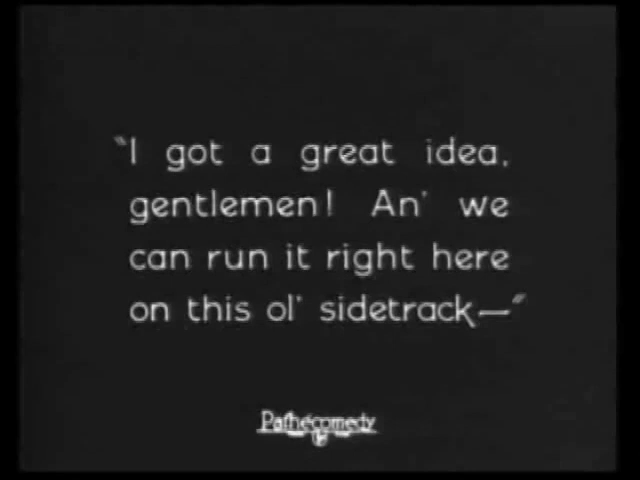 "I got a great idea,
gentlemen! An' we
can run it right here
on this ol' sidetrack—"
Pathécomedy